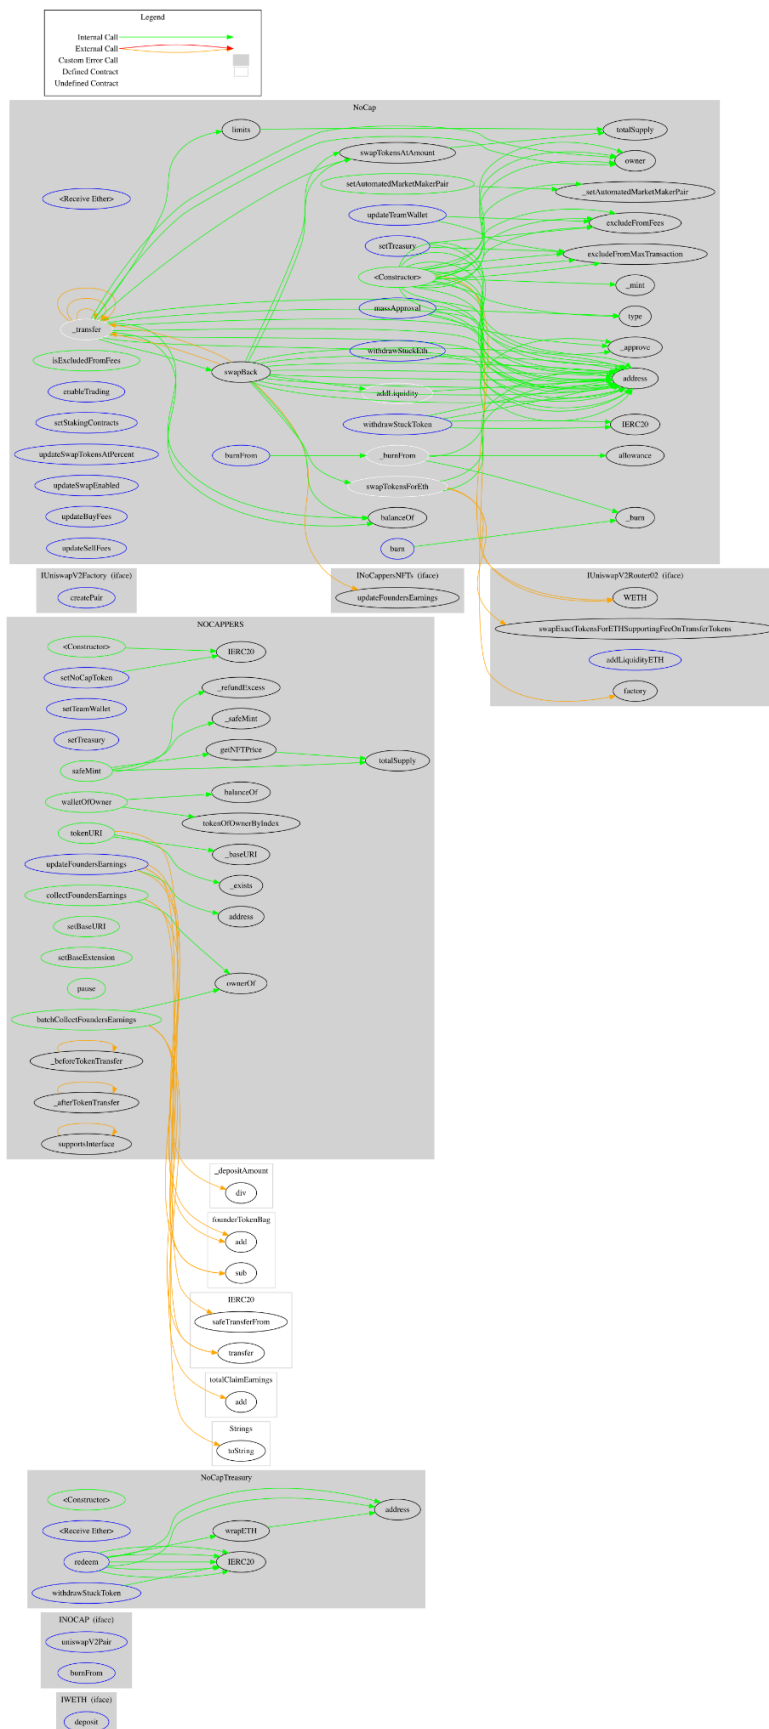 Legend
Internal Call
External Call
Custom Error Call
Defined Contract
Undefined Contract
NoCap
limits
totalSupply
swapTokensAtAmount
owner
setAutomatedMarketMakerPair
_setAutomatedMarketMakerPair
<Receive Ether>
updateTeamWallet
excludeFromFees
setTreasury
excludeFromMaxTransaction
<Constructor>
_mint
massApproval
type
_transfer
_approve
isExcludedFromFees
withdrawStuckEth
swapBack
address
enableTrading
addLiquidity
setStakingContracts
withdrawStuckToken
IERC20
updateSwapTokensAtPercent
burnFrom
_burnFrom
allowance
updateSwapEnabled
swapTokensForEth
updateBuyFees
balanceOf
_burn
updateSellFees
burn
IUniswapV2Factory (iface)
createPair
INoCappersNFTs (iface)
updateFoundersEarnings
IUniswapV2Router02 (iface)
WETH
swapExactTokensForETHSupportingFeeOnTransferTokens
addLiquidityETH
factory
NOCAPPERS
<Constructor>
IERC20
setNoCapToken
_refundExcess
setTeamWallet
_safeMint
setTreasury
getNFTPrice
totalSupply
safeMint
balanceOf
walletOfOwner
tokenOfOwnerByIndex
tokenURI
_baseURI
updateFoundersEarnings
_exists
collectFoundersEarnings
address
setBaseURI
setBaseExtension
pause
ownerOf
batchCollectFoundersEarnings
_beforeTokenTransfer
_afterTokenTransfer
supportsInterface
_depositAmount
div
founderTokenBag
add
sub
IERC20
safeTransferFrom
transfer
totalClaimEarnings
add
Strings
toString
NoCapTreasury
<Constructor>
address
<Receive Ether>
wrapETH
redeem
IERC20
withdrawStuckToken
INOCAP (iface)
uniswapV2Pair
burnFrom
IWETH (iface)
deposit